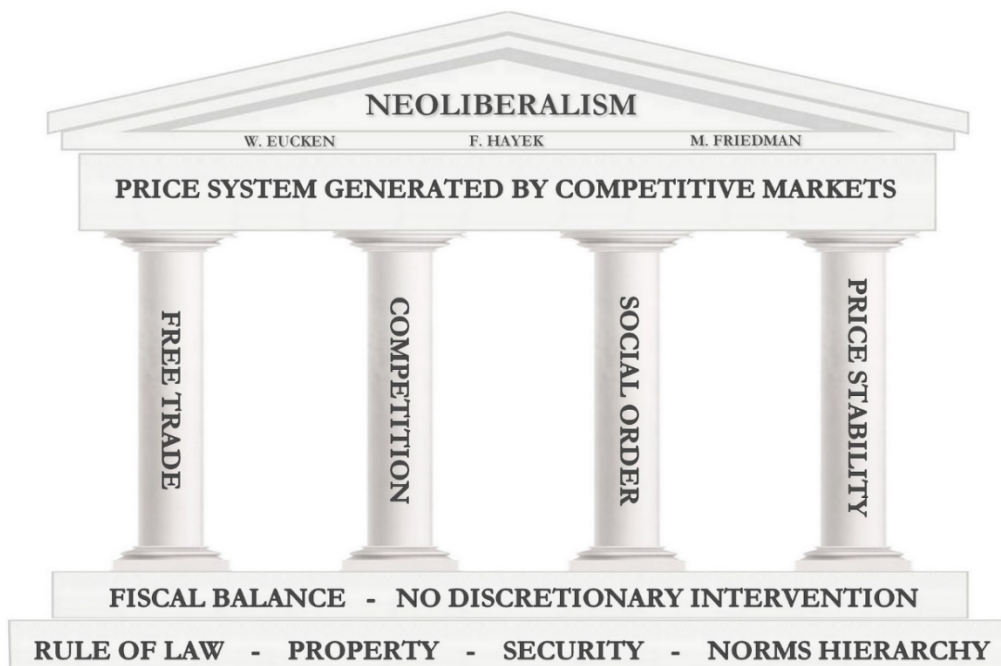 NEOLIBERALISM
W. EUCKEN F. HAYEK M. FRIEDMAN
PRICE SYSTEM GENERATED BY COMPETITIVE MARKETS
FREE TRADE
COMPETITION
SOCIAL ORDER
PRICE STABILITY
FISCAL BALANCE - NO DISCRETIONARY INTERVENTION
RULE OF LAW - PROPERTY - SECURITY - NORMS HIERARCHY